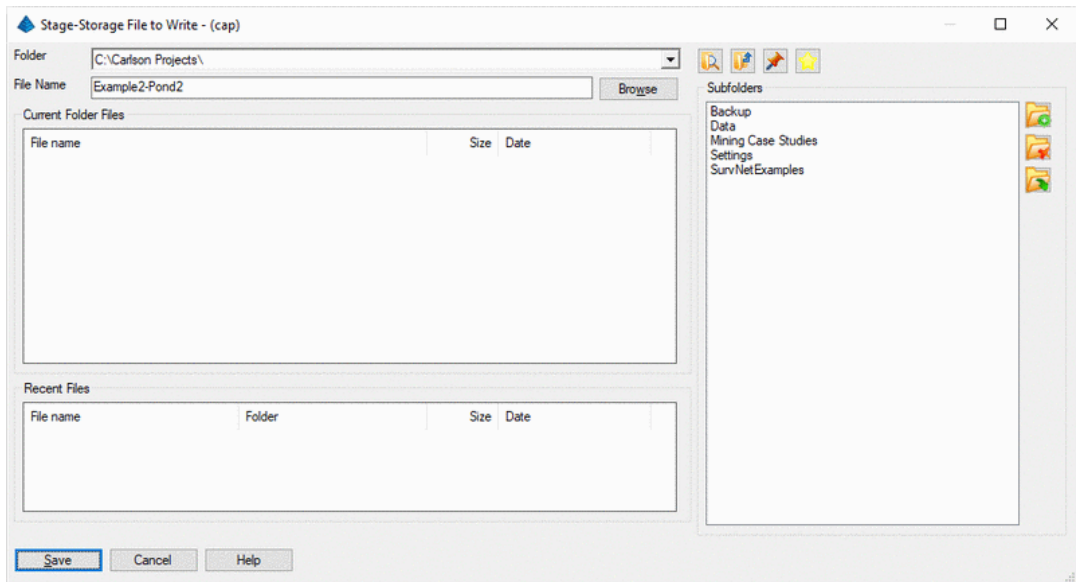 Stage-Storage File to Write - (cap)
Folder
C:\Carlson Projects\
File Name
Example2-Pond2
Browse
Current Folder Files
File name Size Date
Recent Files
File name Folder Size Date
Subfolders
Backup
Data
Mining Case Studies
Settings
SurvNetExamples
Save Cancel Help